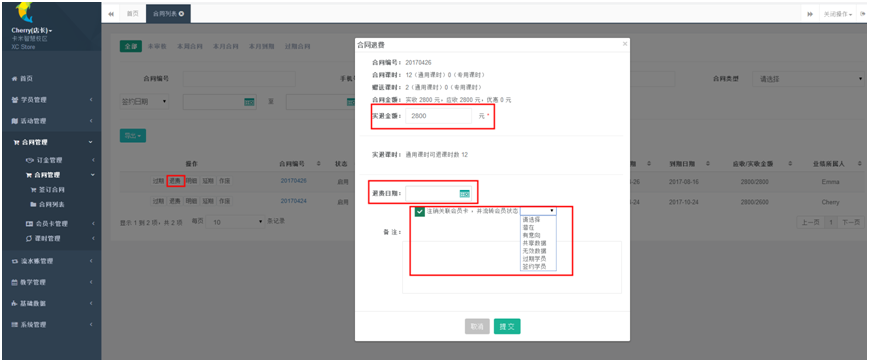 Cherry(店卡)
卡卡智慧校区
XC Store
首页
学员管理
活动管理
合同管理
订金管理
合同管理
签订合同
合同列表
会员卡管理
课时管理
流水账管理
教学管理
基础数据
系统管理
首页
合同列表
关闭操作
全部 未审核 本周合同 本月合同 本月到期 过期合同
合同编号
手机
合同类型 请选择
签约日期 至
导出
操作 合同编号 状态
过期 退费 明细 延期 作废 20170426 启用
过期 退费 明细 延期 作废 20170424 启用
显示 1 到 2 项，共 2 项 每页 10 条记录
期 到期日期 应收/实收金额 业绩所属人
-26 2017-08-16 2800/2800 Emma
-24 2017-10-24 2800/2600 Cherry
上一页 1 下一页
合同退费
合同编号： 20170426
合同课时： 12（通用课时）0（专用课时）
赠送课时： 2（通用课时）0（专用课时）
合同金额： 实收 2800 元，应收 2800 元，优惠 0 元
实退金额： 2800 元 *
实退课时： 通用课时可退课时数 12
退费日期：
注销关联会员卡，并流转会员状态
请选择
潜在
有意向
共享数据
无效数据
过期学员
签约学员
备 注：
取消 提 交